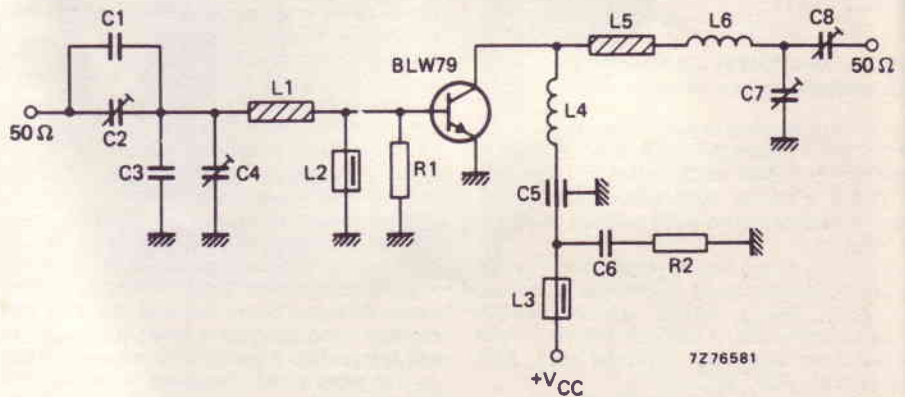 C1
C8
L5
L6
BLW79
50 Ω
L1
50 Ω
C2
C7
L4
C3
C4
L2
R1
C5
C6
R2
L3
7Z76581
+VCC